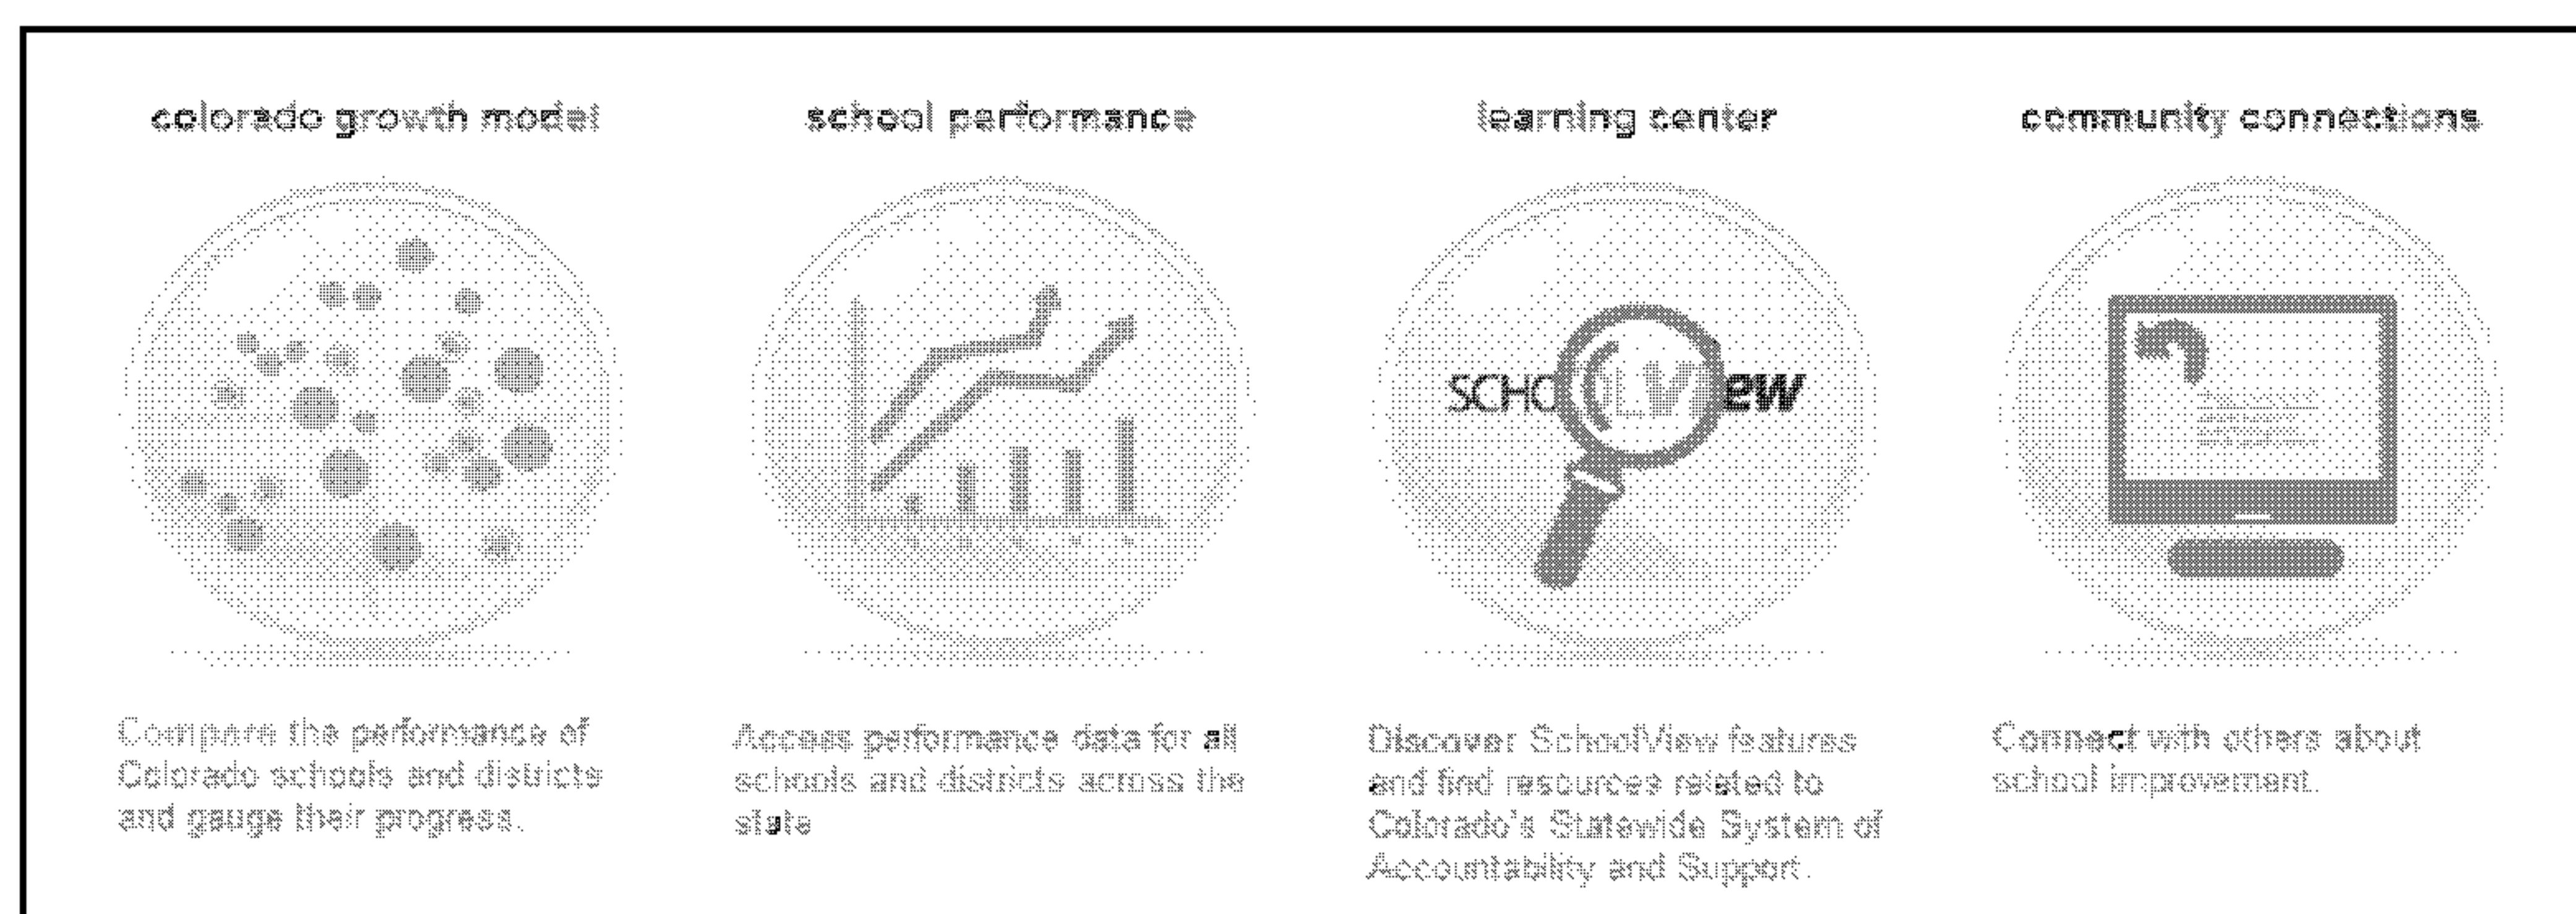 colorado growth model
school performance
learning center
community connections
SCHO LView
Compare the performance of
Colorado schools and districts
and gauge their progress.
Access performance data for all
schools and districts across the
state
Discover SchoolView features
and find resources related to
Colorado's Statewide System of
Accountability and Support.
Connect with others about
school improvement.